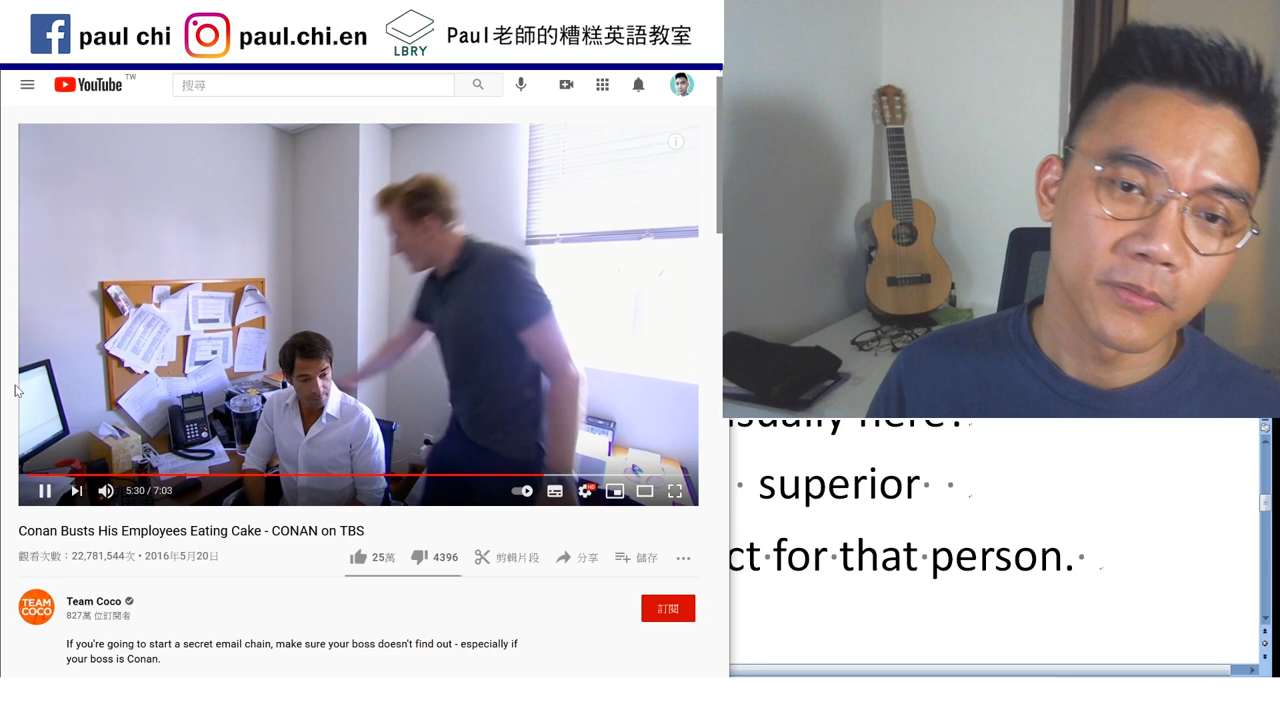 paul chi
paul.chi.en
LBRY
Paul老師的糟糕英語教室
YouTube TW
搜尋
5:30 / 7:03
HD
Conan Busts His Employees Eating Cake - CONAN on TBS
觀看次數：22,781,544次 • 2016年5月20日
25萬
4396
剪輯片段
分享
儲存
TEAM COCO
Team Coco
827萬 位訂閱者
訂閱
If you're going to start a secret email chain, make sure your boss doesn't find out - especially if
your boss is Conan.
superior
ct for that person.